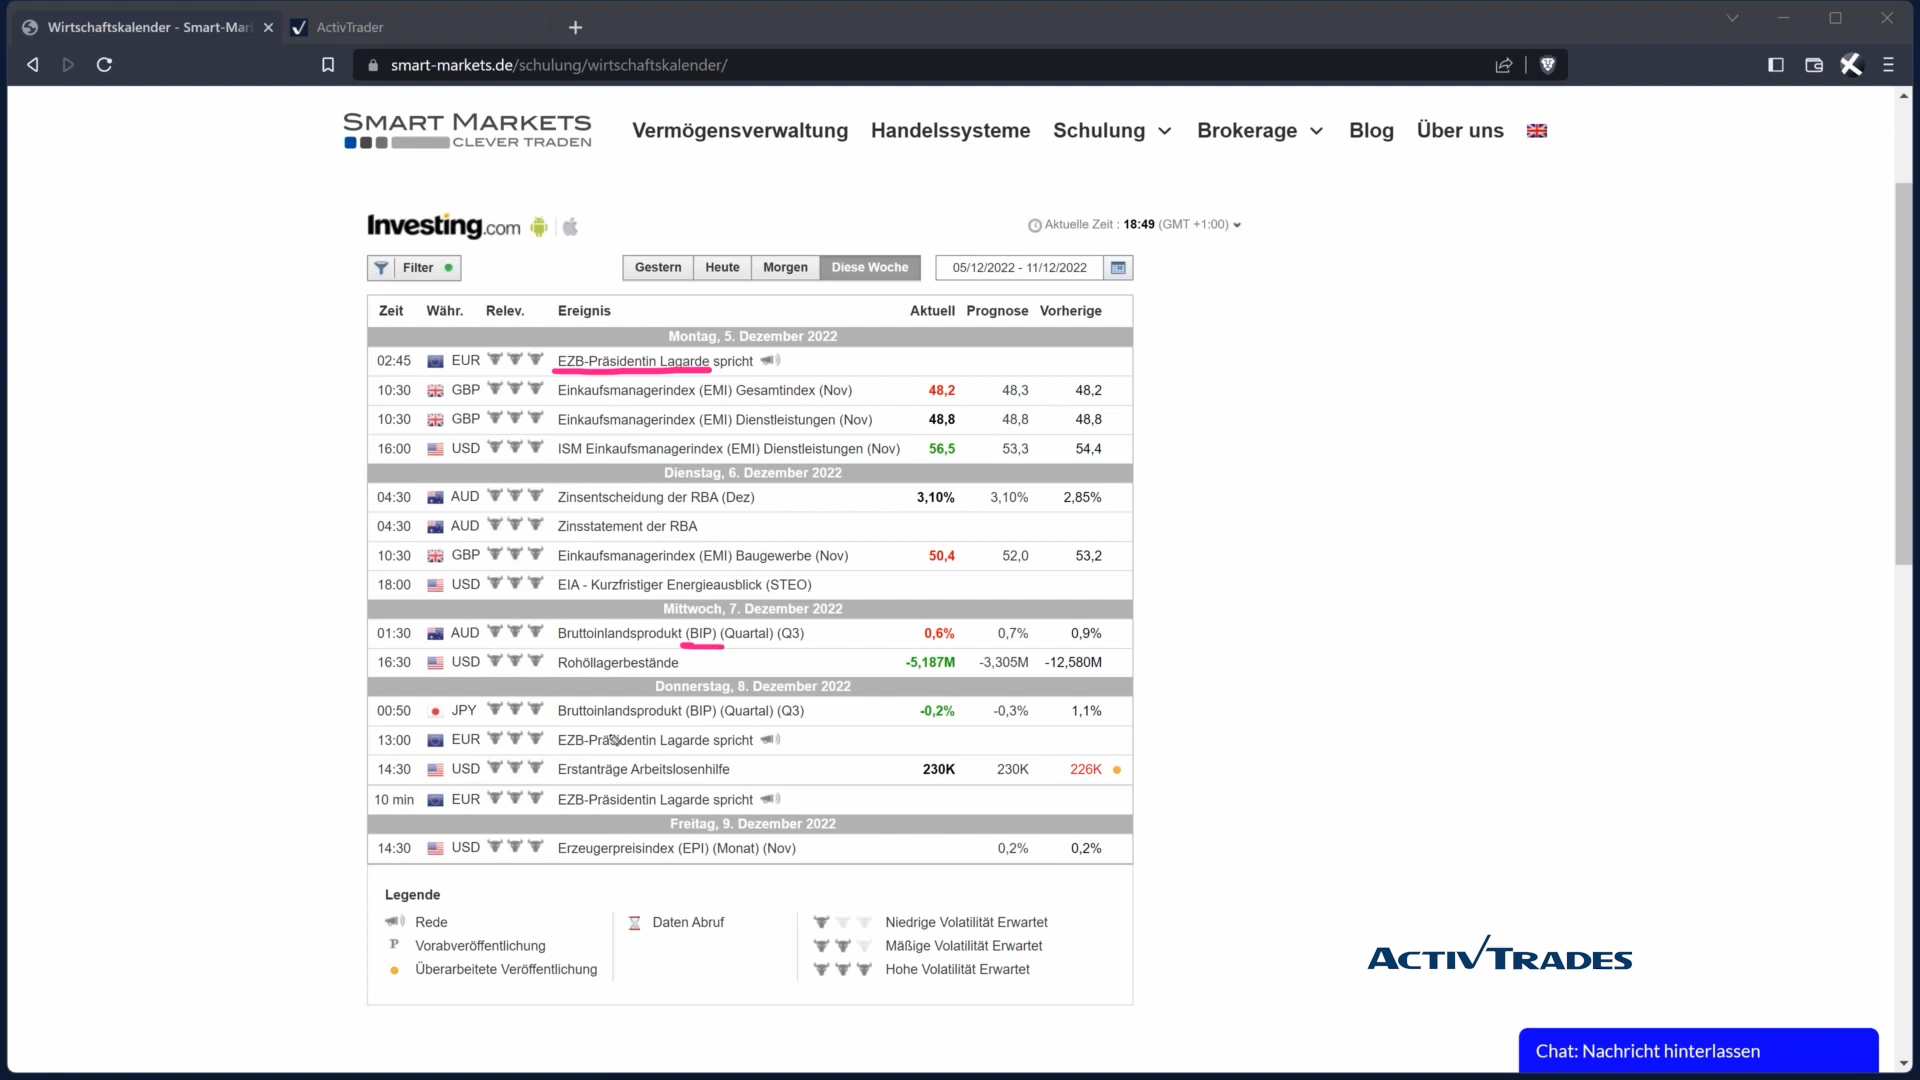 Wirtschaftskalender - Smart-Mar
ActivTrader
smart-markets.de/schulung/wirtschaftskalender/
SMART MARKETS
CLEVER TRADEN
Vermögensverwaltung Handelssysteme Schulung Brokerage Blog Über uns
Investing.com
Aktuelle Zeit : 18:49 (GMT +1:00)
Filter Gestern Heute Morgen Diese Woche 05/12/2022 - 11/12/2022
Zeit Währ. Relev. Ereignis Aktuell Prognose Vorherige
Montag, 5. Dezember 2022
02:45 EUR EZB-Präsidentin Lagarde spricht
10:30 GBP Einkaufsmanagerindex (EMI) Gesamtindex (Nov) 48,2 48,3 48,2
10:30 GBP Einkaufsmanagerindex (EMI) Dienstleistungen (Nov) 48,8 48,8 48,8
16:00 USD ISM Einkaufsmanagerindex (EMI) Dienstleistungen (Nov) 56,5 53,3 54,4
Dienstag, 6. Dezember 2022
04:30 AUD Zinsentscheidung der RBA (Dez) 3,10% 3,10% 2,85%
04:30 AUD Zinsstatement der RBA
10:30 GBP Einkaufsmanagerindex (EMI) Baugewerbe (Nov) 50,4 52,0 53,2
18:00 USD EIA - Kurzfristiger Energieausblick (STEO)
Mittwoch, 7. Dezember 2022
01:30 AUD Bruttoinlandsprodukt (BIP) (Quartal) (Q3) 0,6% 0,7% 0,9%
16:30 USD Rohöllagerbestände -5,187M -3,305M -12,580M
Donnerstag, 8. Dezember 2022
00:50 JPY Bruttoinlandsprodukt (BIP) (Quartal) (Q3) -0,2% -0,3% 1,1%
13:00 EUR EZB-Präsidentin Lagarde spricht
14:30 USD Erstanträge Arbeitslosenhilfe 230K 230K 226K
10 min EUR EZB-Präsidentin Lagarde spricht
Freitag, 9. Dezember 2022
14:30 USD Erzeugerpreisindex (EPI) (Monat) (Nov) 0,2% 0,2%
Legende
Rede Daten Abruf Niedrige Volatilität Erwartet
P Vorabveröffentlichung Mäßige Volatilität Erwartet
Überarbeitete Veröffentlichung Hohe Volatilität Erwartet
ACTIVTRADES
Chat: Nachricht hinterlassen